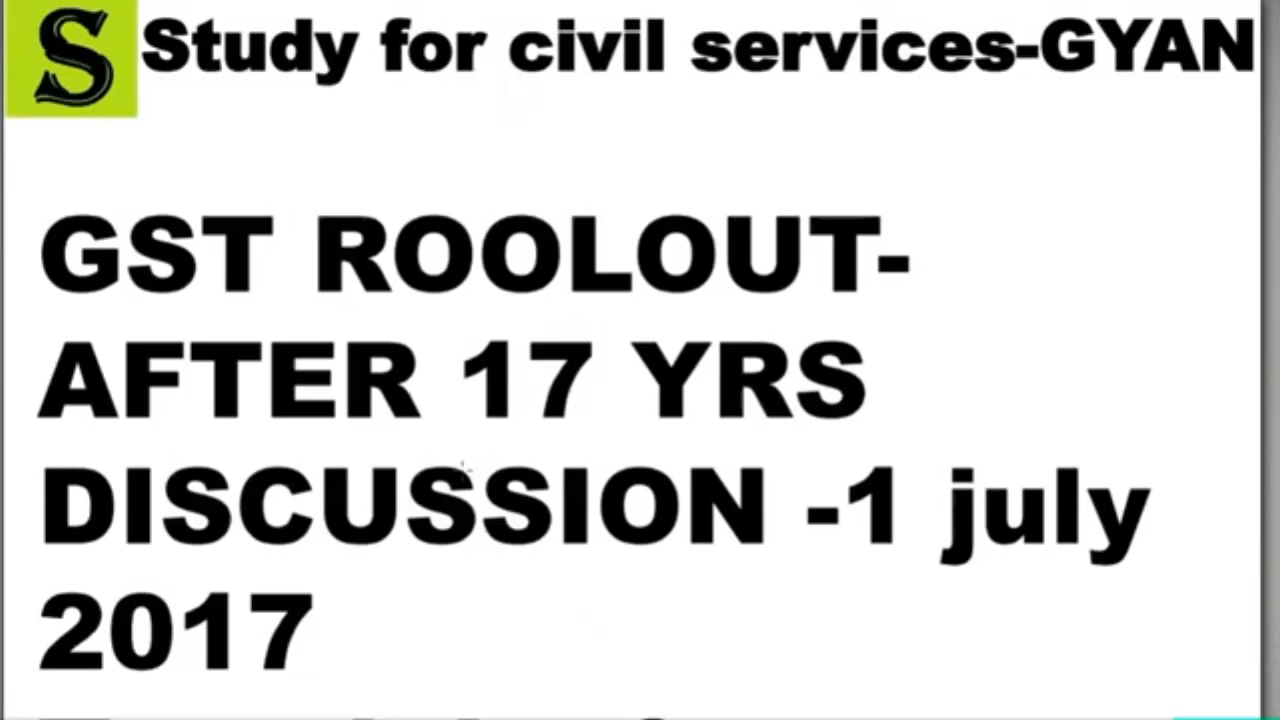 S Study for civil services-GYAN
GST ROOLOUT-
AFTER 17 YRS
DISCUSSION -1 july
2017